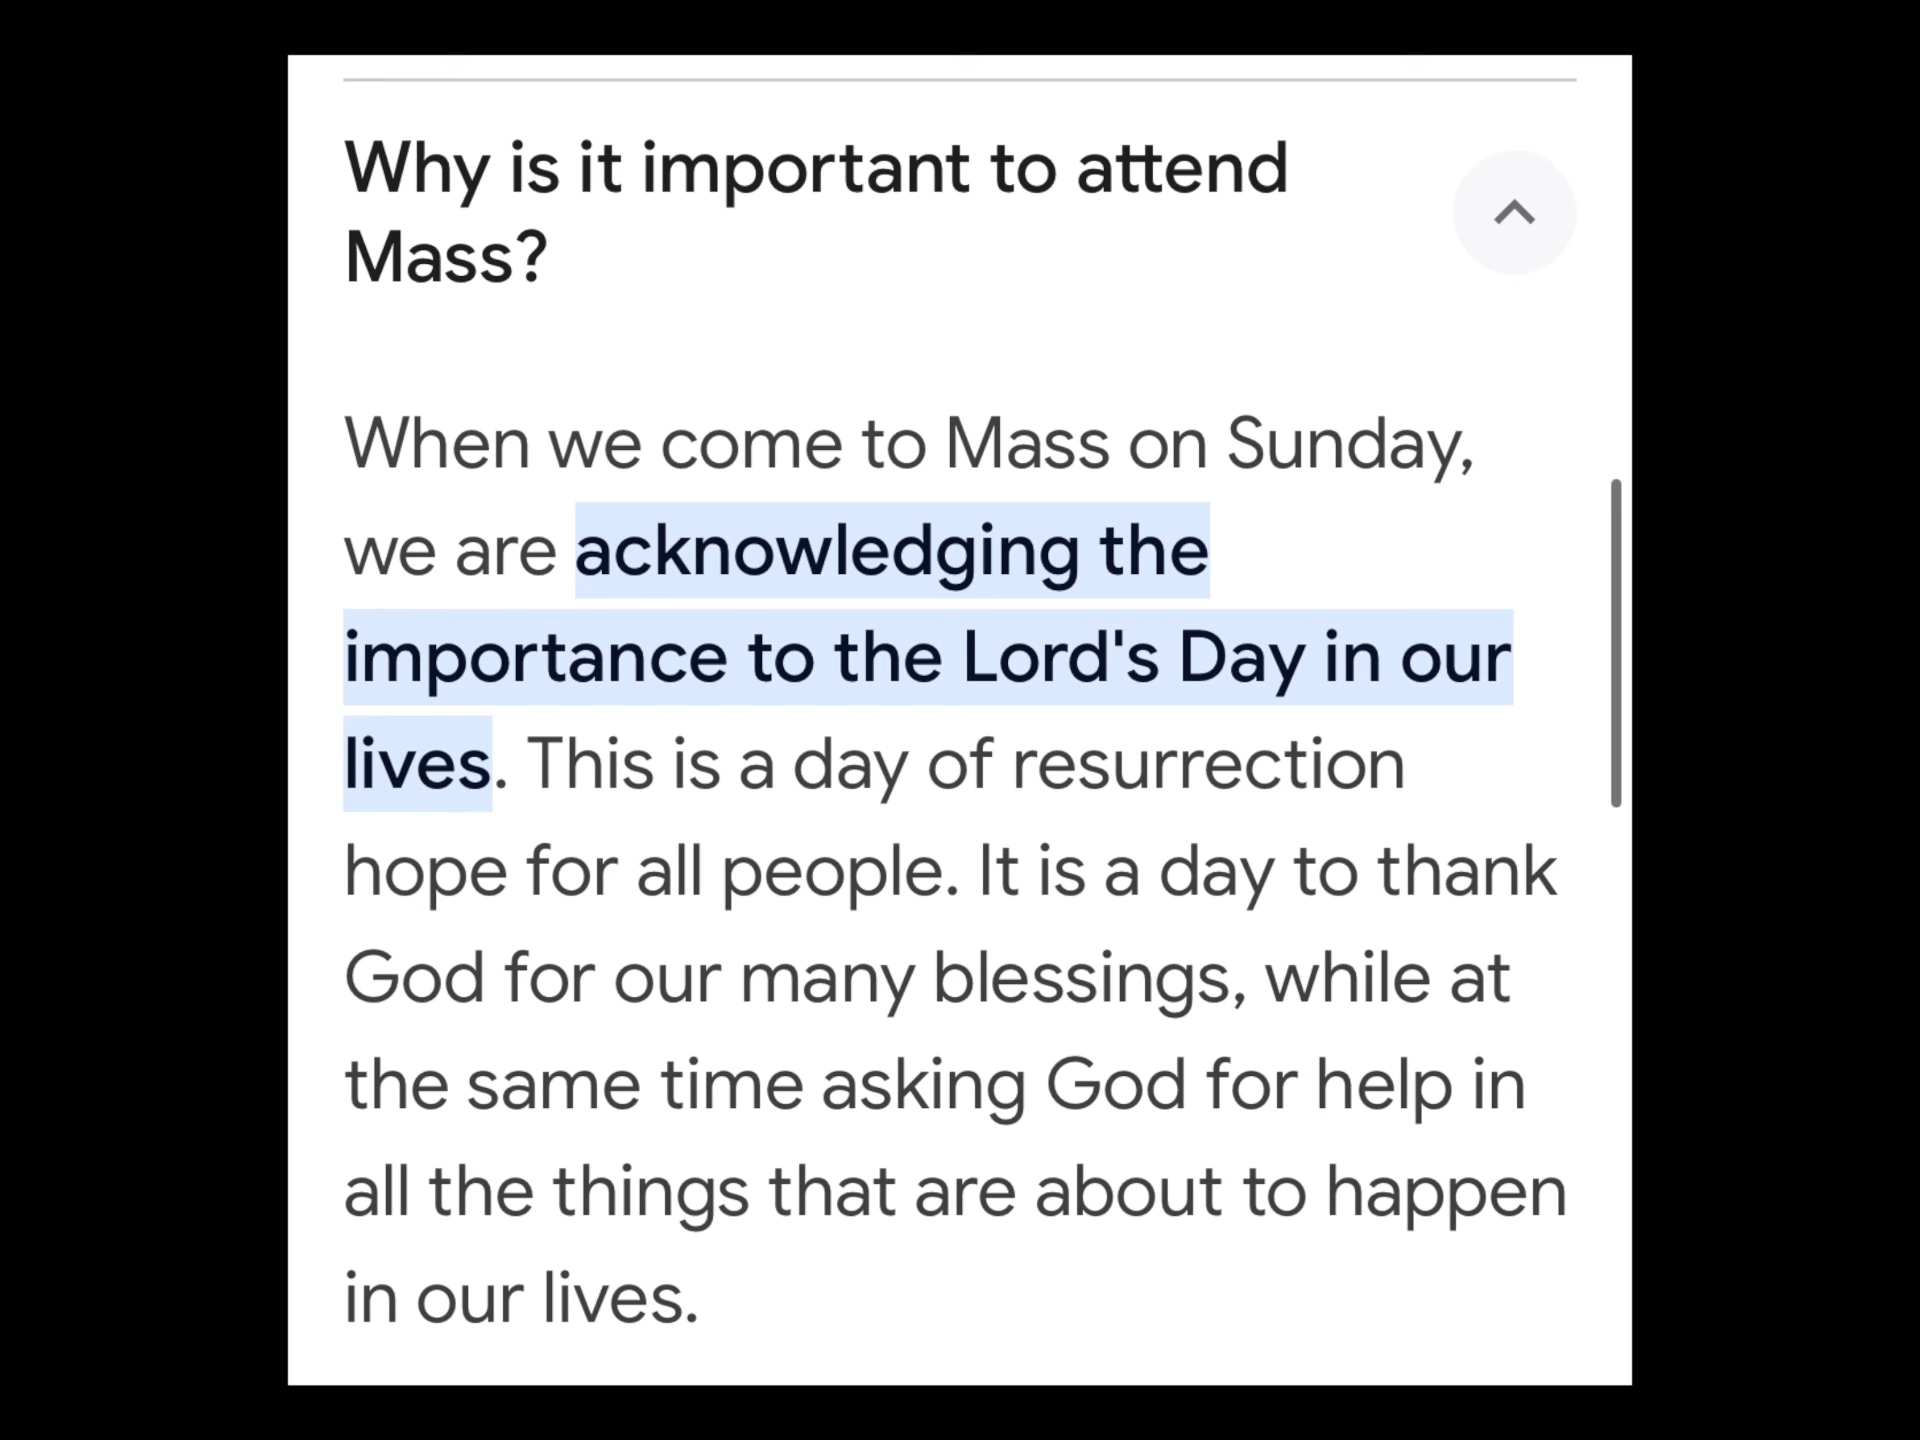 Why is it important to attend
Mass?
When we come to Mass on Sunday,
we are acknowledging the
importance to the Lord's Day in our
lives. This is a day of resurrection
hope for all people. It is a day to thank
God for our many blessings, while at
the same time asking God for help in
all the things that are about to happen
in our lives.